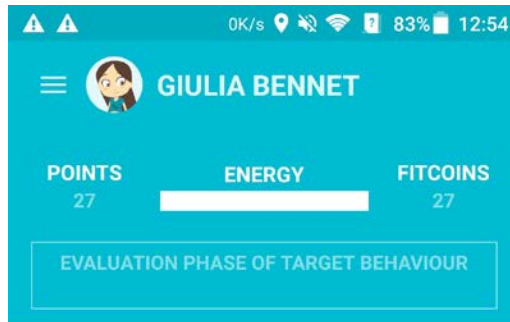 0K/s 83% 12:54
GIULIA BENNET
POINTS ENERGY FITCOINS
27 27
EVALUATION PHASE OF TARGET BEHAVIOUR